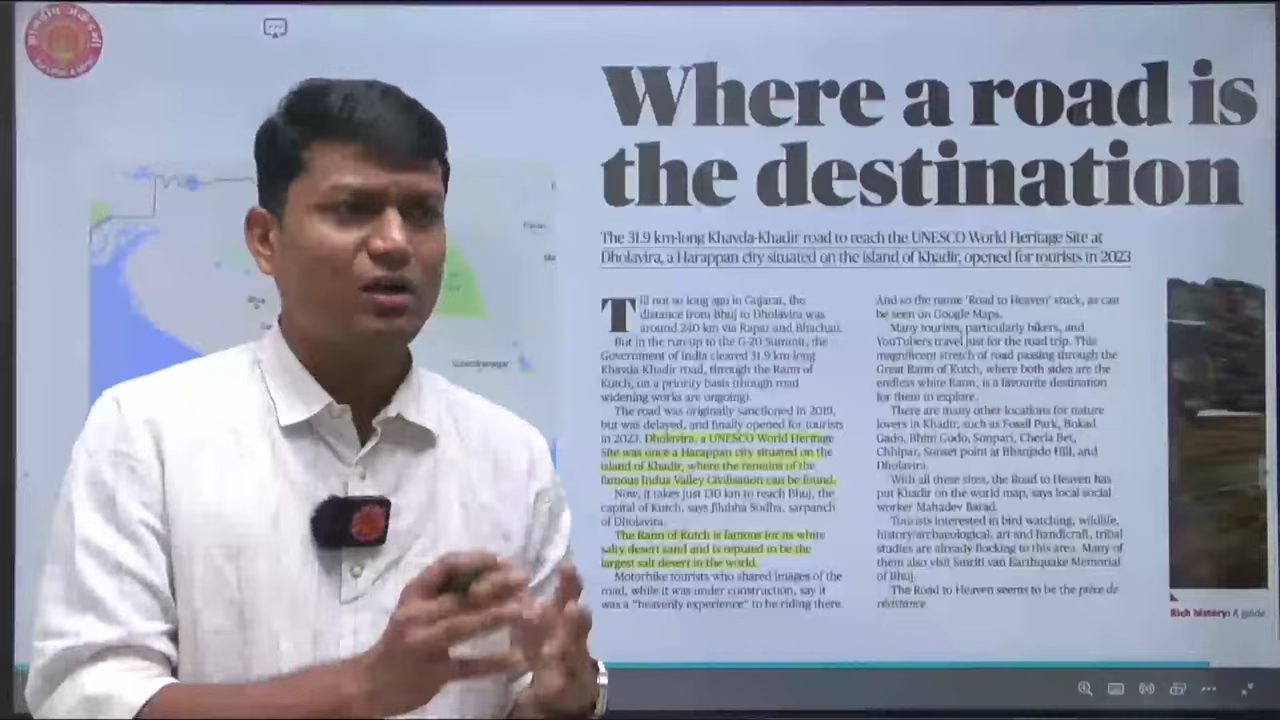 Where a road is
the destination
The 31.9 km-long Khavda-Khadir road to reach the UNESCO World Heritage Site at
Dholavira, a Harappan city situated on the island of Khadir, opened for tourists in 2023
Till not so long ago in Gujarat, the
distance from Bhuj to Dholavira was
around 240 km via Rapar and Bhachau.
But in the run-up to the G-20 Summit, the
Government of India cleared 31.9 km-long
Khavda-Khadir road, through the Rann of
Kutch, on a priority basis (though road
widening works are ongoing).
The road was originally sanctioned in 2019,
but was delayed, and finally opened for tourists
in 2023. Dholavira, a UNESCO World Heritage
Site was once a Harappan city situated on the
island of Khadir, where the remains of the
famous Indus Valley Civilisation can be found.
Now, it takes just 130 km to reach Bhuj, the
capital of Kutch, says Jilubha Sodha, sarpanch
of Dholavira.
The Rann of Kutch is famous for its white
salty desert sand and is reputed to be the
largest salt desert in the world.
Motorbike tourists who shared images of the
road, while it was under construction, say it
was a "heavenly experience" to be riding there.
And so the name 'Road to Heaven' stuck, as can
be seen on Google Maps.
Many tourists, particularly bikers, and
YouTubers travel just for the road trip. This
magnificent stretch of road passing through the
Great Rann of Kutch, where both sides are the
endless white Rann, is a favourite destination
for them to explore.
There are many other locations for nature
lovers in Khadir, such as Fossil Park, Bokad
Gado, Bhim Godo, Sonpari, Cheria Bet,
Chhipar, Sunset point at Bhanjado Hill, and
Dholavira.
With all these sites, the Road to Heaven has
put Khadir on the world map, says local social
worker Mahadev Barad.
Tourists interested in bird watching, wildlife,
history/archaeological, art and handicraft, tribal
studies are already flocking to this area. Many of
them also visit Smriti van Earthquake Memorial
of Bhuj.
The Road to Heaven seems to be the pièce de
résistance
Rich history: A guide
Gandhinagar